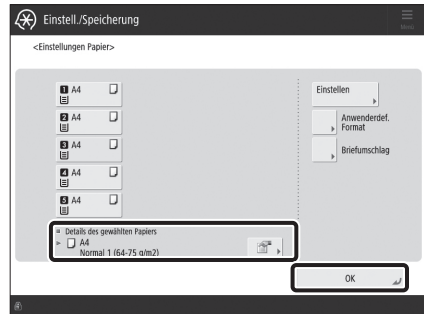 Einstell./Speicherung
Menü
<Einstellungen Papier>
1 A4
2 A4
3 A4
4 A4
5 A4
Einstellen
Anwenderdef.
Format
Briefumschlag
Details des gewählten Papiers
A4
Normal 1 (64-75 g/m2)
OK